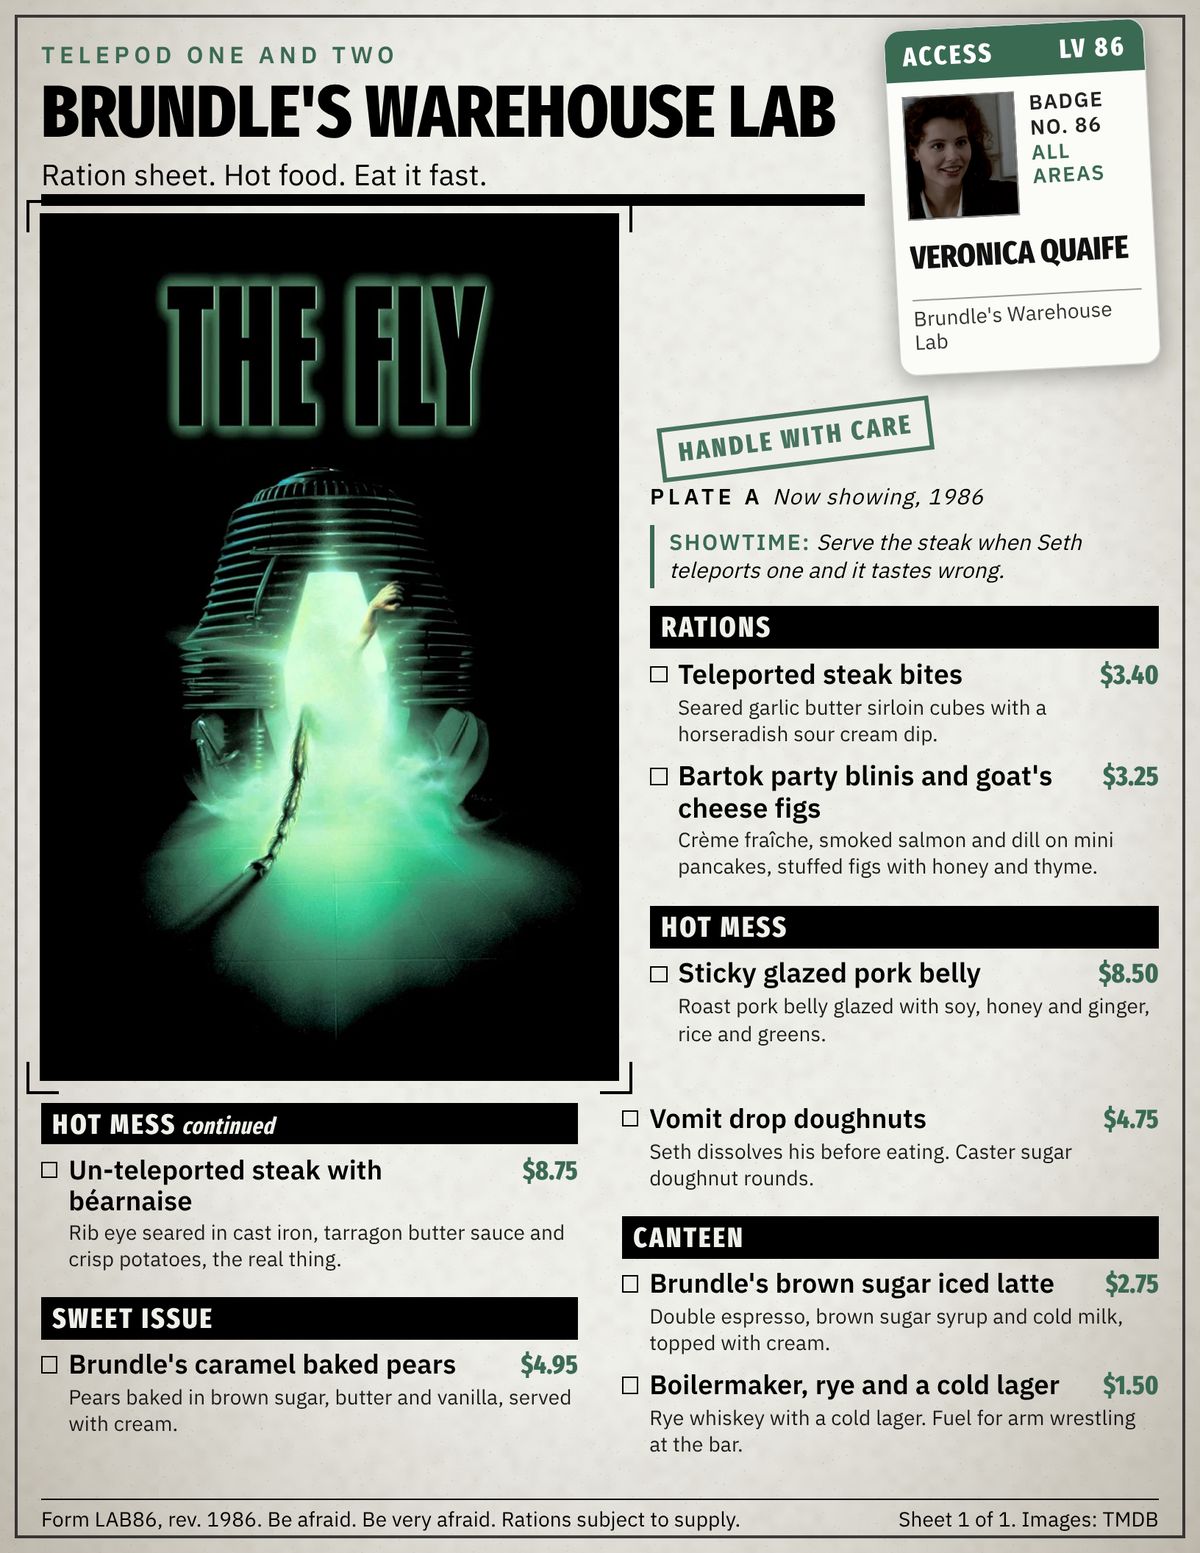 TELEPOD ONE AND TWO
BRUNDLE'S WAREHOUSE LAB
Ration sheet. Hot food. Eat it fast.
ACCESS LV 86
BADGE
NO. 86
ALL
AREAS
VERONICA QUAIFE
Brundle's Warehouse
Lab
THE FLY
HANDLE WITH CARE
PLATE A Now showing, 1986
SHOWTIME: Serve the steak when Seth
teleports one and it tastes wrong.
RATIONS
Teleported steak bites $3.40
Seared garlic butter sirloin cubes with a
horseradish sour cream dip.
Bartok party blinis and goat's $3.25
cheese figs
Crème fraîche, smoked salmon and dill on mini
pancakes, stuffed figs with honey and thyme.
HOT MESS
Sticky glazed pork belly $8.50
Roast pork belly glazed with soy, honey and ginger,
rice and greens.
HOT MESS continued
Un-teleported steak with $8.75
béarnaise
Rib eye seared in cast iron, tarragon butter sauce and
crisp potatoes, the real thing.
SWEET ISSUE
Brundle's caramel baked pears $4.95
Pears baked in brown sugar, butter and vanilla, served
with cream.
Vomit drop doughnuts $4.75
Seth dissolves his before eating. Caster sugar
doughnut rounds.
CANTEEN
Brundle's brown sugar iced latte $2.75
Double espresso, brown sugar syrup and cold milk,
topped with cream.
Boilermaker, rye and a cold lager $1.50
Rye whiskey with a cold lager. Fuel for arm wrestling
at the bar.
Form LAB86, rev. 1986. Be afraid. Be very afraid. Rations subject to supply.
Sheet 1 of 1. Images: TMDB